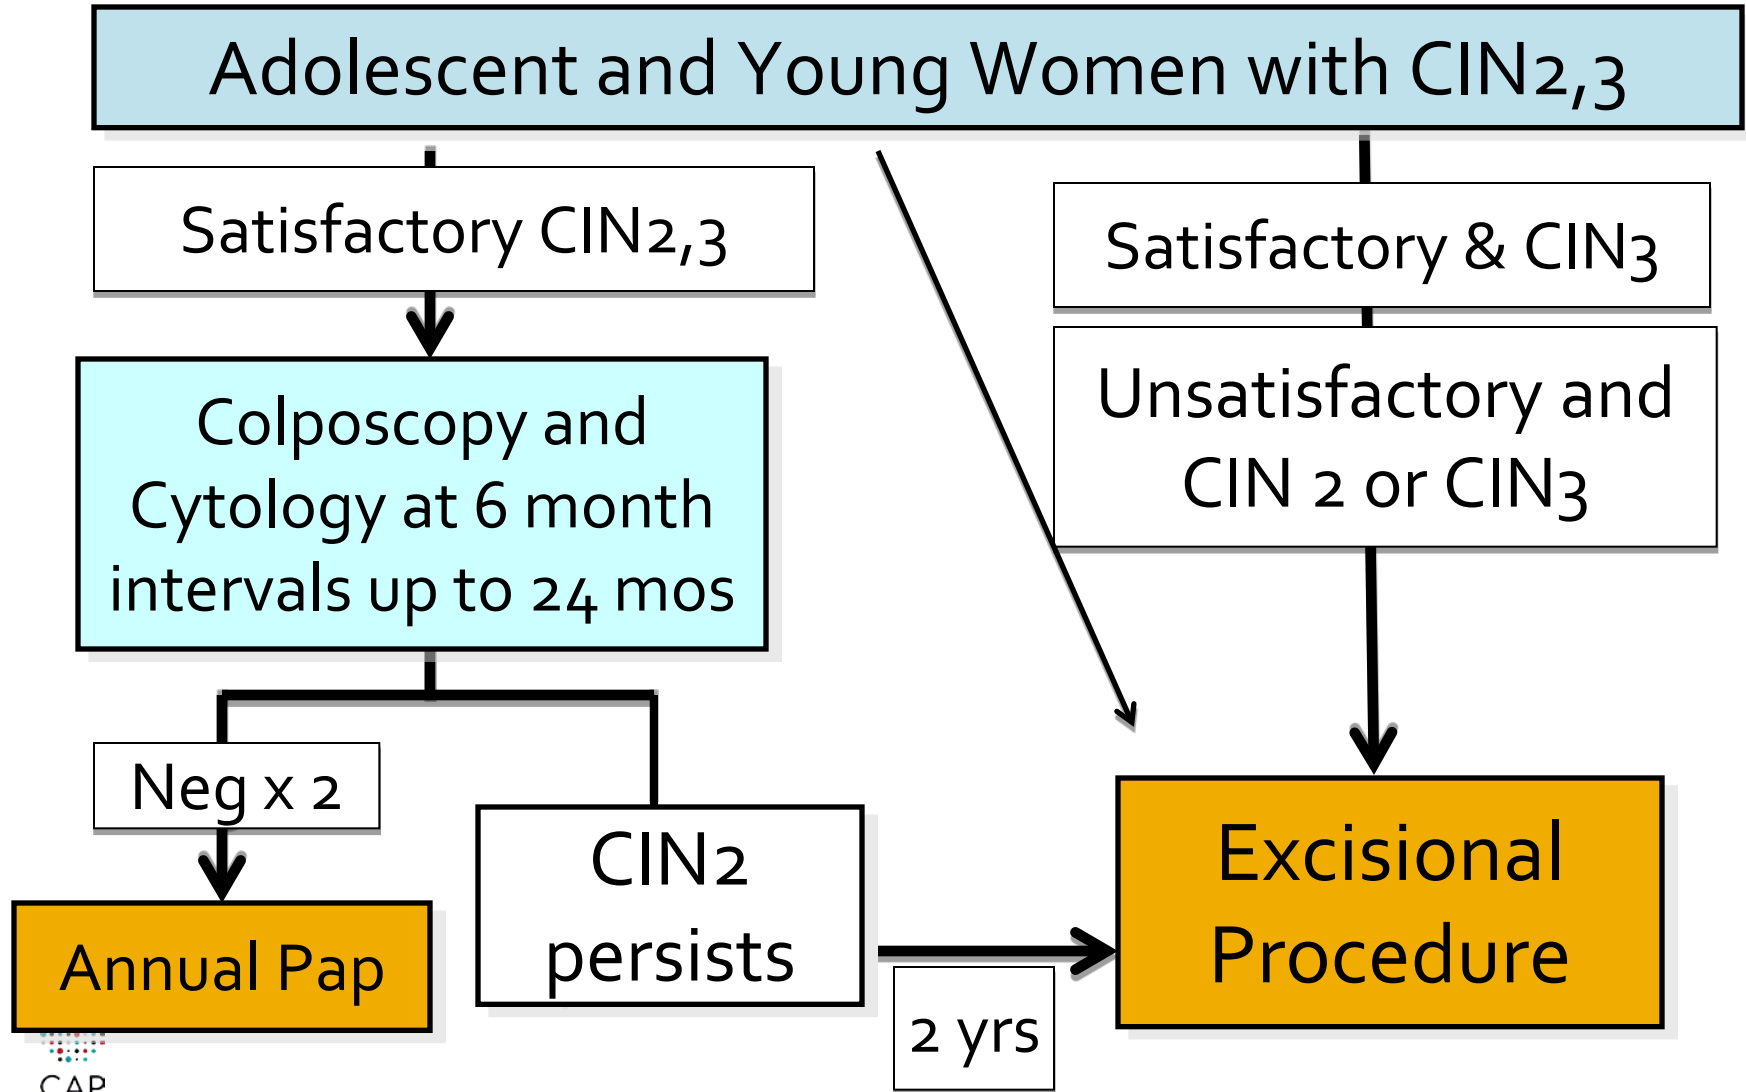 Adolescent and Young Women with CIN2,3
Satisfactory CIN2,3
Satisfactory & CIN3
Unsatisfactory and
CIN 2 or CIN3
Colposcopy and
Cytology at 6 month
intervals up to 24 mos
Neg x 2
CIN2
persists
Annual Pap
2 yrs
Excisional
Procedure
CAP